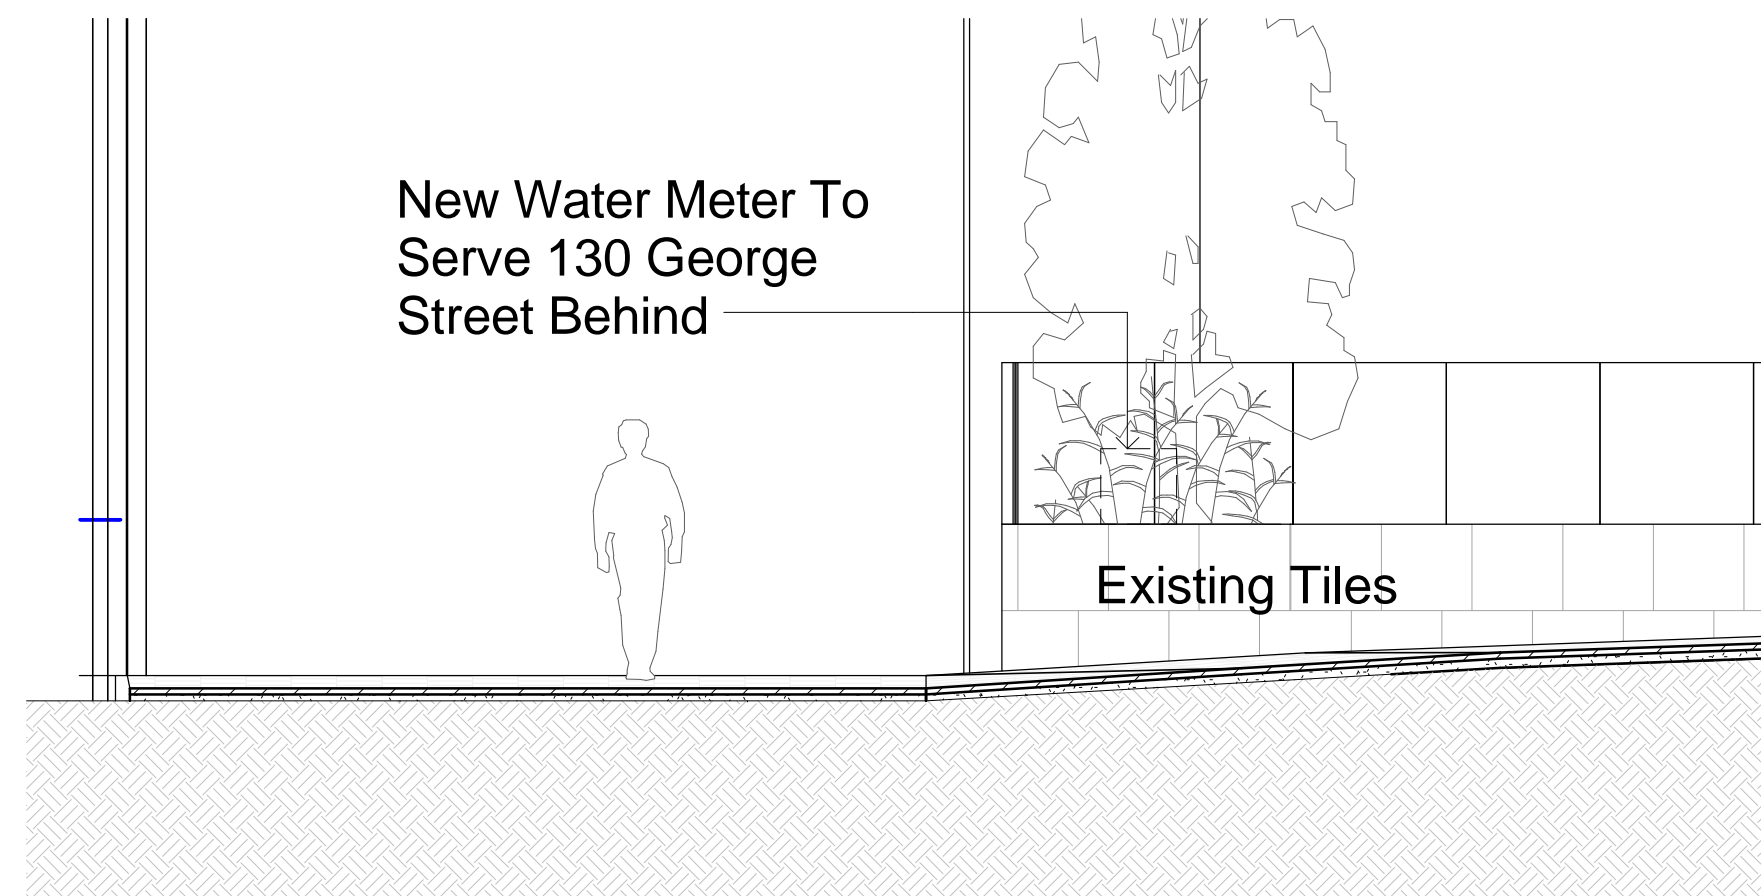 New Water Meter To
Serve 130 George
Street Behind
Existing Tiles